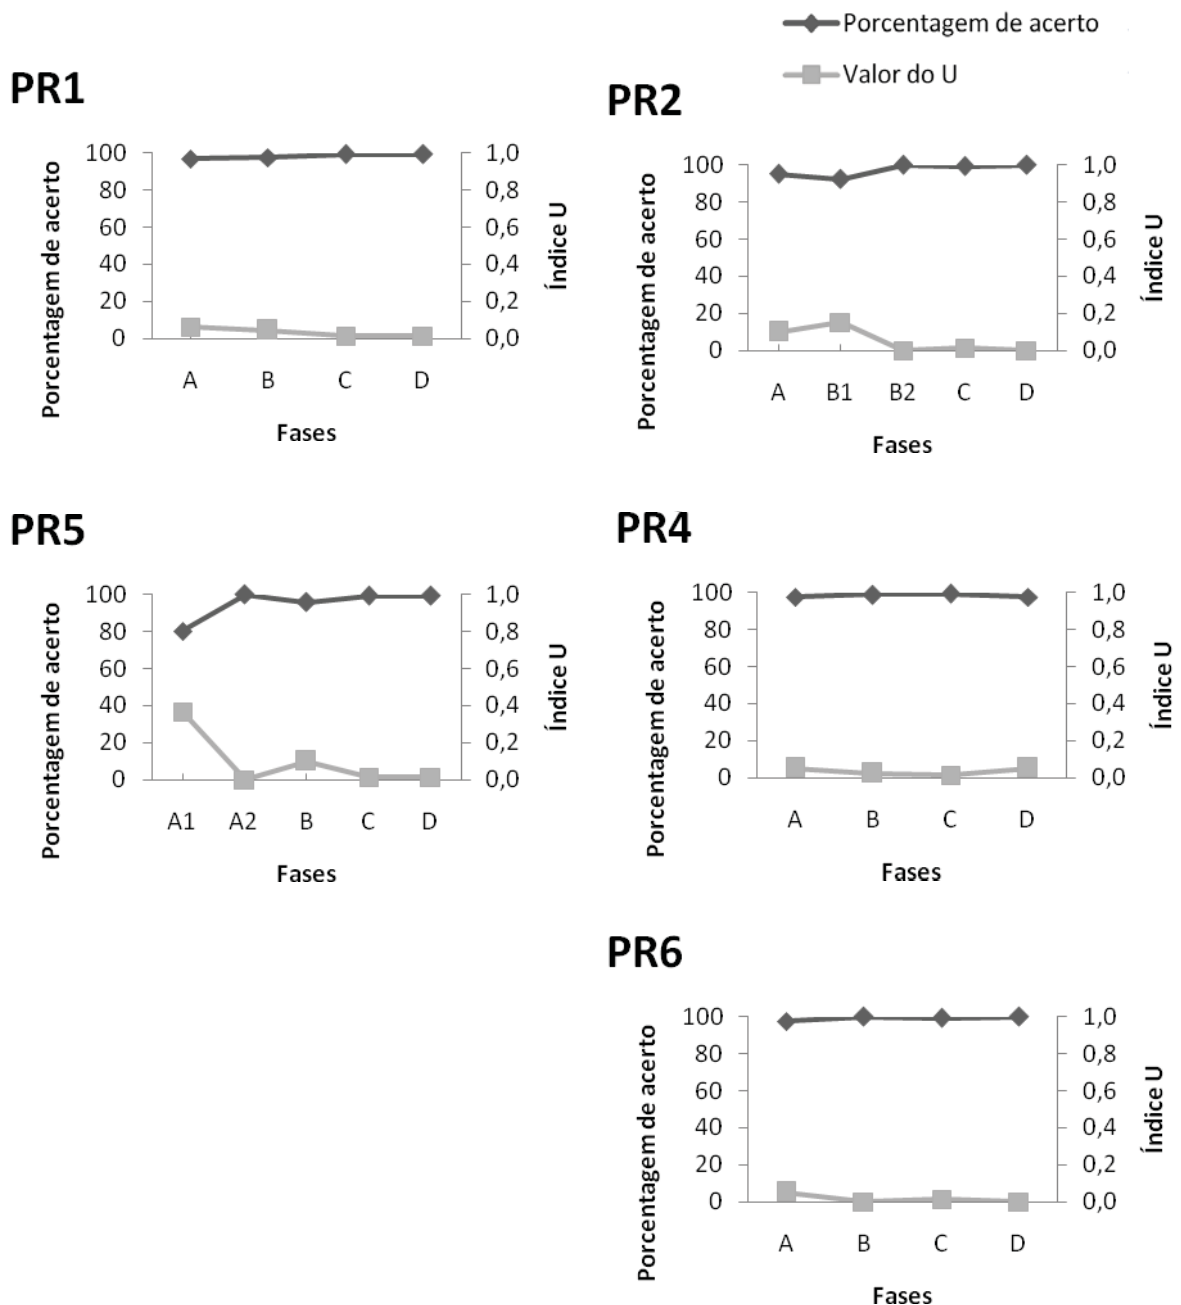 Porcentagem de acerto
Valor do U
PR1
Porcentagem de acerto
100
80
60
40
20
0
1,0
0,8
0,6
0,4
0,2
0,0
Índice U
A B C D
Fases
PR2
Porcentagem de acerto
100
80
60
40
20
0
1,0
0,8
0,6
0,4
0,2
0,0
Índice U
A B1 B2 C D
Fases
PR5
Porcentagem de acerto
100
80
60
40
20
0
1,0
0,8
0,6
0,4
0,2
0,0
Índice U
A1 A2 B C D
Fases
PR4
Porcentagem de acerto
100
80
60
40
20
0
1,0
0,8
0,6
0,4
0,2
0,0
Índice U
A B C D
Fases
PR6
Porcentagem de acerto
100
80
60
40
20
0
1,0
0,8
0,6
0,4
0,2
0,0
Índice U
A B C D
Fases